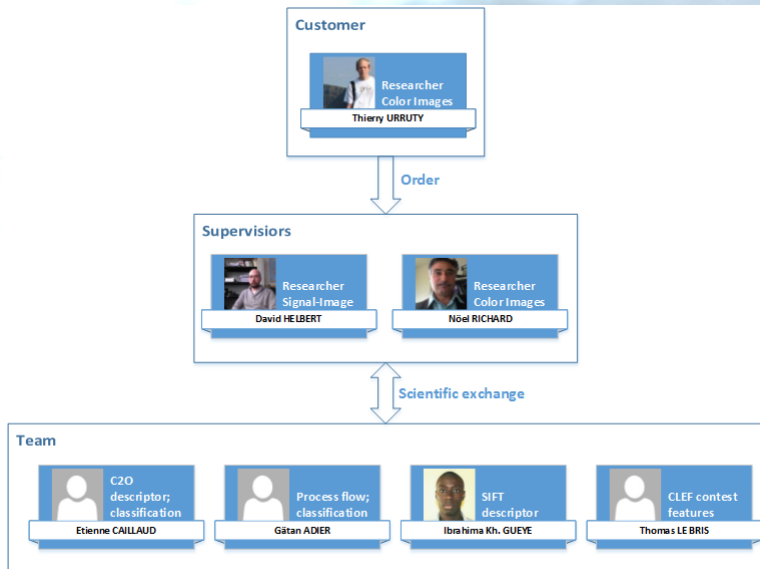 Customer
Researcher
Color Images
Thierry URRUTY
Order
Supervisiors
Researcher
Signal-Image
David HELBERT
Researcher
Color Images
Nöel RICHARD
Scientific exchange
Team
C2O
descriptor;
classification
Etienne CAILLAUD
Process flow;
classification
Gätan ADIER
SIFT
descriptor
Ibrahima Kh. GUEYE
CLEF contest
features
Thomas LE BRIS